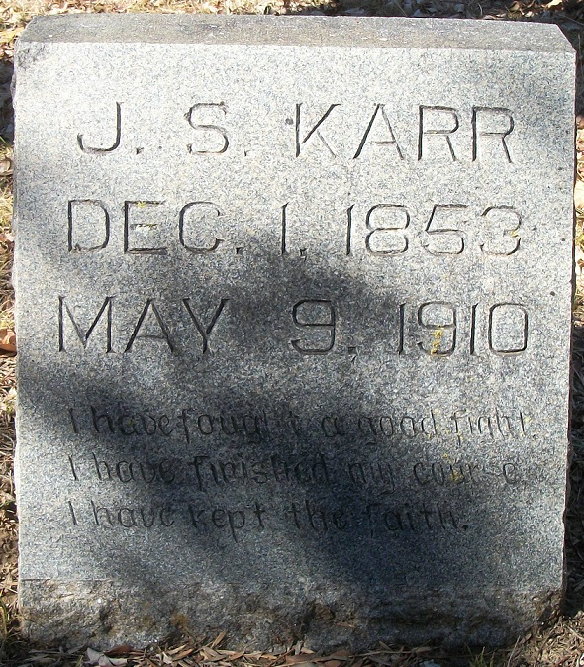 J. S. KARR
DEC. 1, 1853
MAY 9, 1910
I have fought a good fight.
I have finished my course.
I have kept the faith.